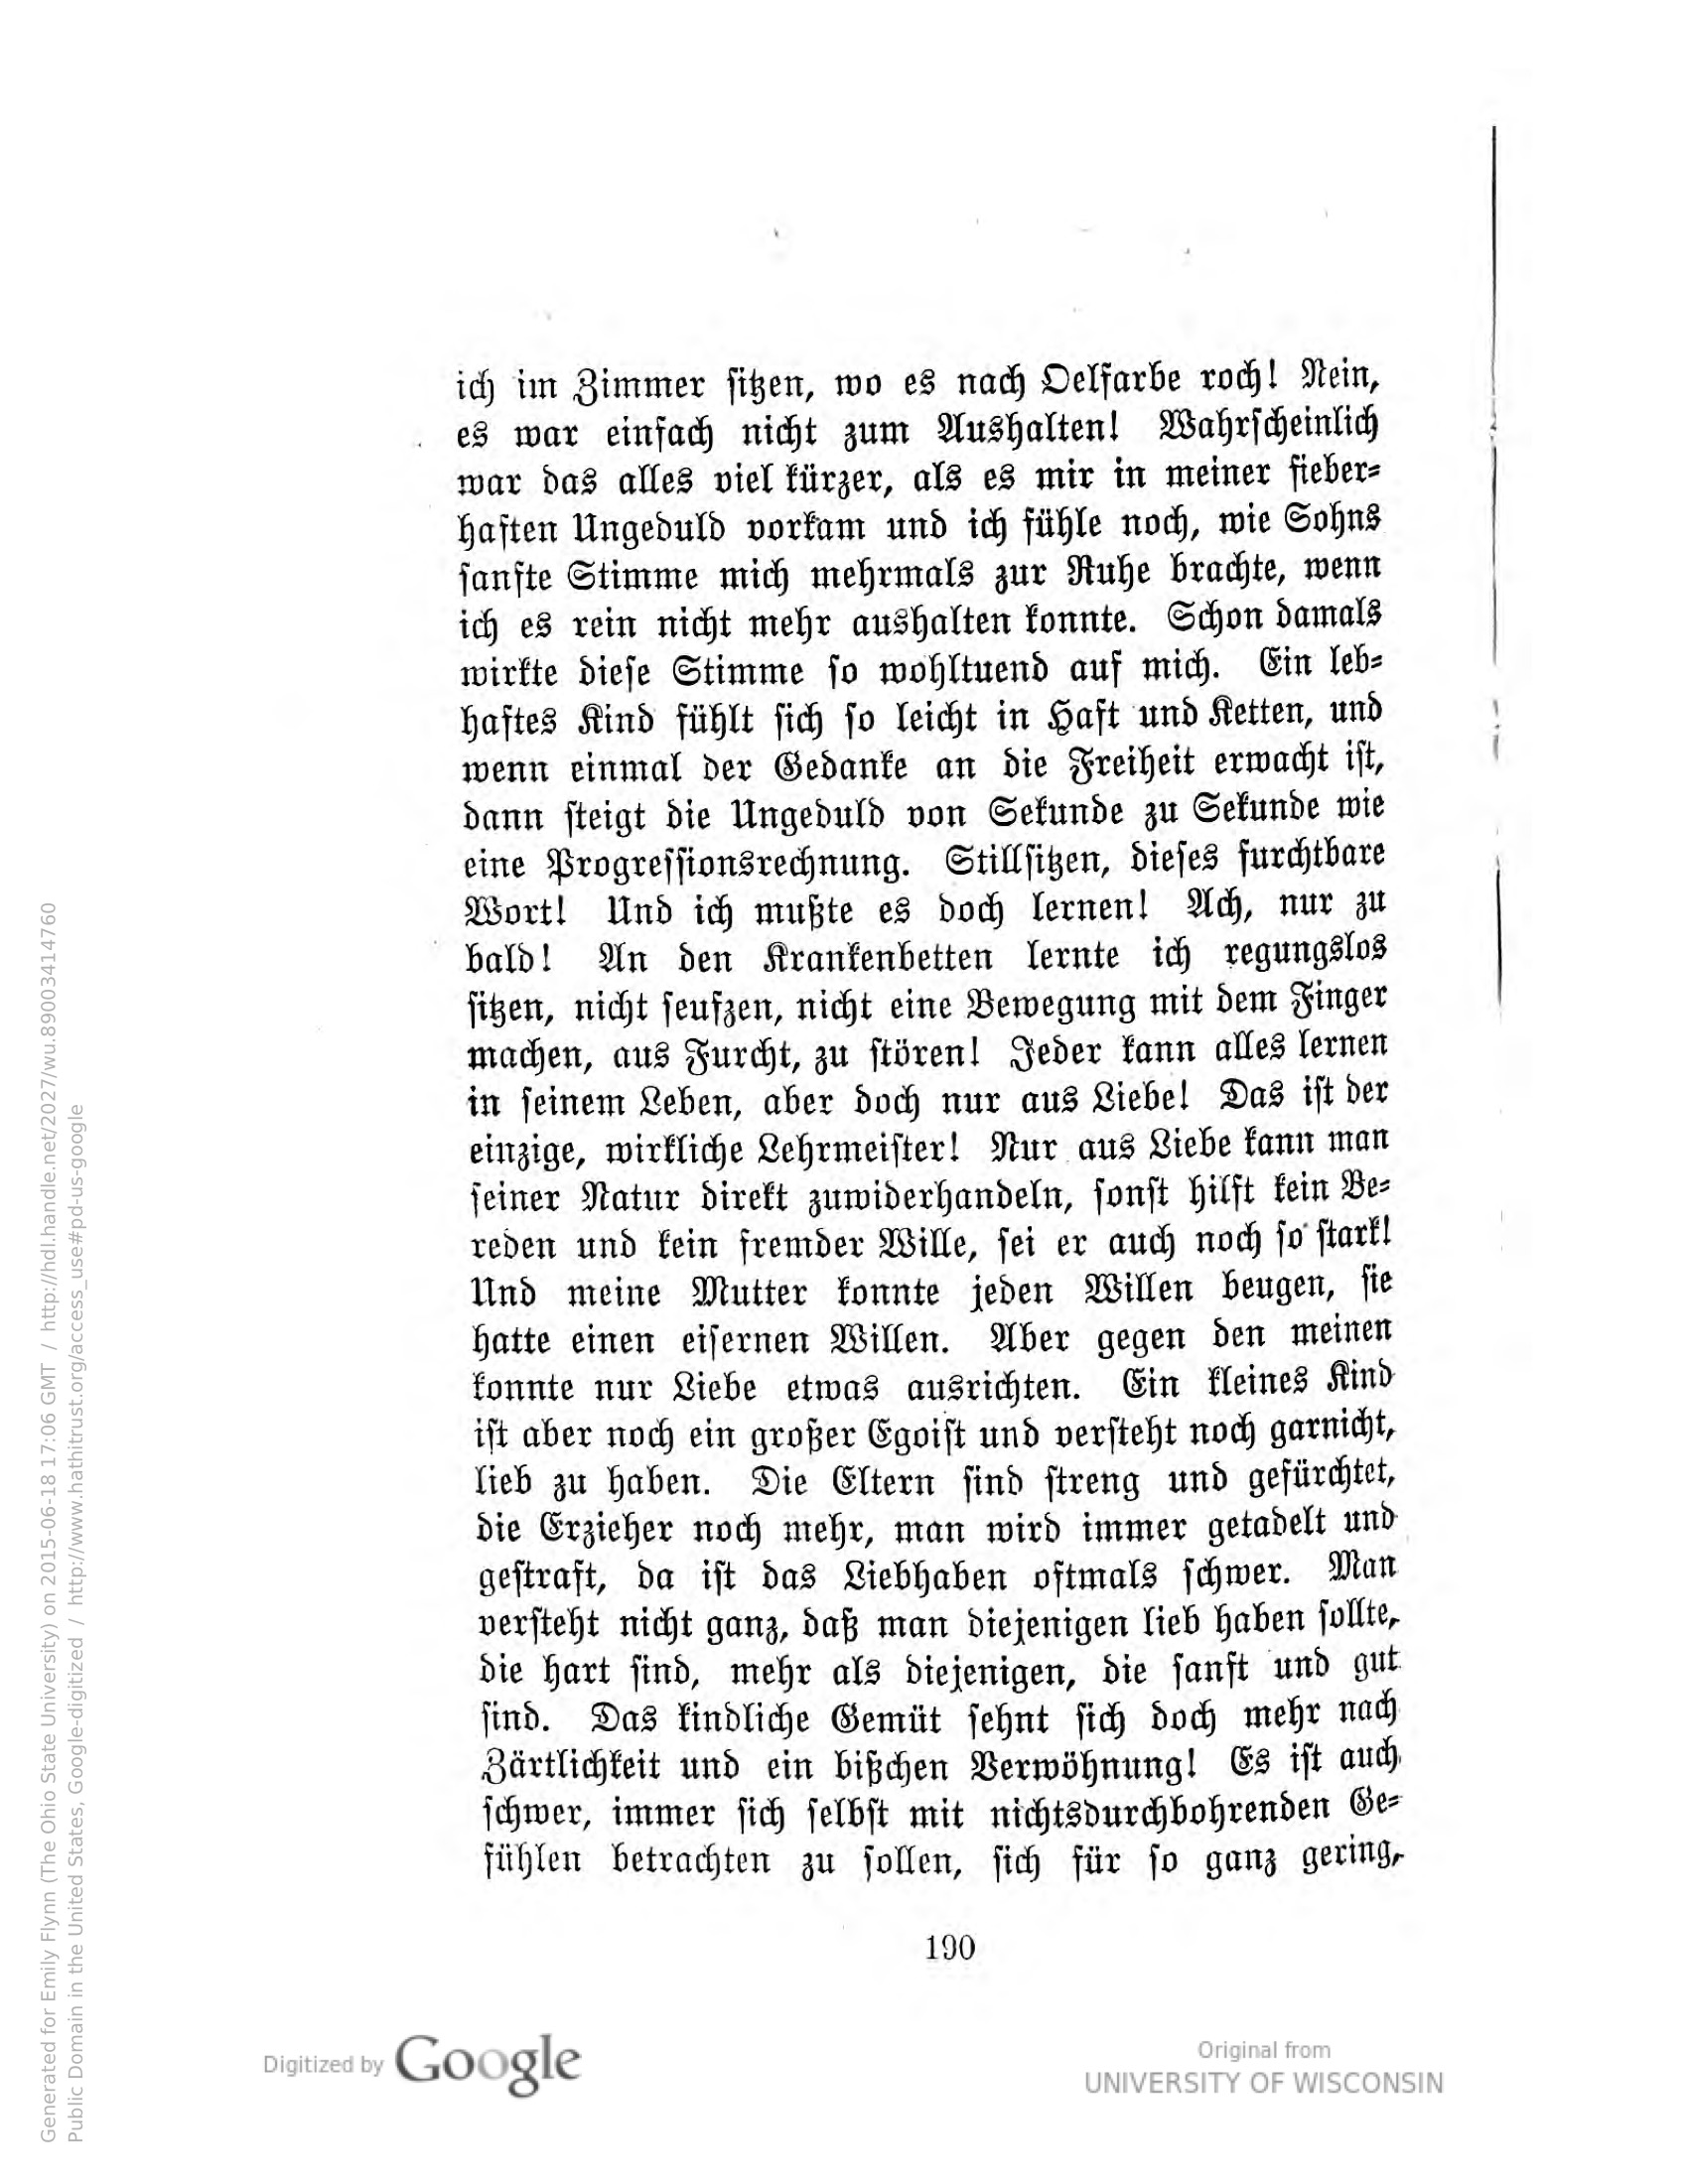 ich im Zimmer sitzen, wo es nach Oelfarbe roch! Nein,
es war einfach nicht zum Aushalten! Wahrscheinlich
war das alles viel kürzer, als es mir in meiner fieber-
haften Ungeduld vorkam und ich fühle noch, wie Sohns
sanfte Stimme mich mehrmals zur Ruhe brachte, wenn
ich es rein nicht mehr aushalten konnte. Schon damals
wirkte diese Stimme so wohltuend auf mich. Ein leb-
haftes Kind fühlt sich so leicht in Haft und Ketten, und
wenn einmal der Gedanke an die Freiheit erwacht ist,
dann steigt die Ungeduld von Sekunde zu Sekunde wie
eine Progressionsrechnung. Stillsitzen, dieses furchtbare
Wort! Und ich mußte es doch lernen! Ach, nur zu
bald! An den Krankenbetten lernte ich regungslos
sitzen, nicht seufzen, nicht eine Bewegung mit dem Finger
machen, aus Furcht, zu stören! Jeder kann alles lernen
in seinem Leben, aber doch nur aus Liebe! Das ist der
einzige, wirkliche Lehrmeister! Nur aus Liebe kann man
seiner Natur direkt zuwiderhandeln, sonst hilft kein Be-
reden und kein fremder Wille, sei er auch noch so stark!
Und meine Mutter konnte jeden Willen beugen, sie
hatte einen eisernen Willen. Aber gegen den meinen
konnte nur Liebe etwas ausrichten. Ein kleines Kind
ist aber noch ein großer Egoist und versteht noch garnicht,
lieb zu haben. Die Eltern sind streng und gefürchtet,
die Erzieher noch mehr, man wird immer getadelt und
gestraft, da ist das Liebhaben oftmals schwer. Man
versteht nicht ganz, daß man diejenigen lieb haben sollte,
die hart sind, mehr als diejenigen, die sanft und gut
sind. Das kindliche Gemüt sehnt sich doch mehr nach
Zärtlichkeit und ein bißchen Verwöhnung! Es ist auch
schwer, immer sich selbst mit nichtsdurchbohrenden Ge-
fühlen betrachten zu sollen, sich für so ganz gering,
190
Digitized by Google
Original from
UNIVERSITY OF WISCONSIN
Generated for Emily Flynn (The Ohio State University) on 2015-06-18 17:06 GMT / http://hdl.handle.net/2027/wu.89003414760
Public Domain in the United States, Google-digitized / http://www.hathitrust.org/access_use#pd-us-google